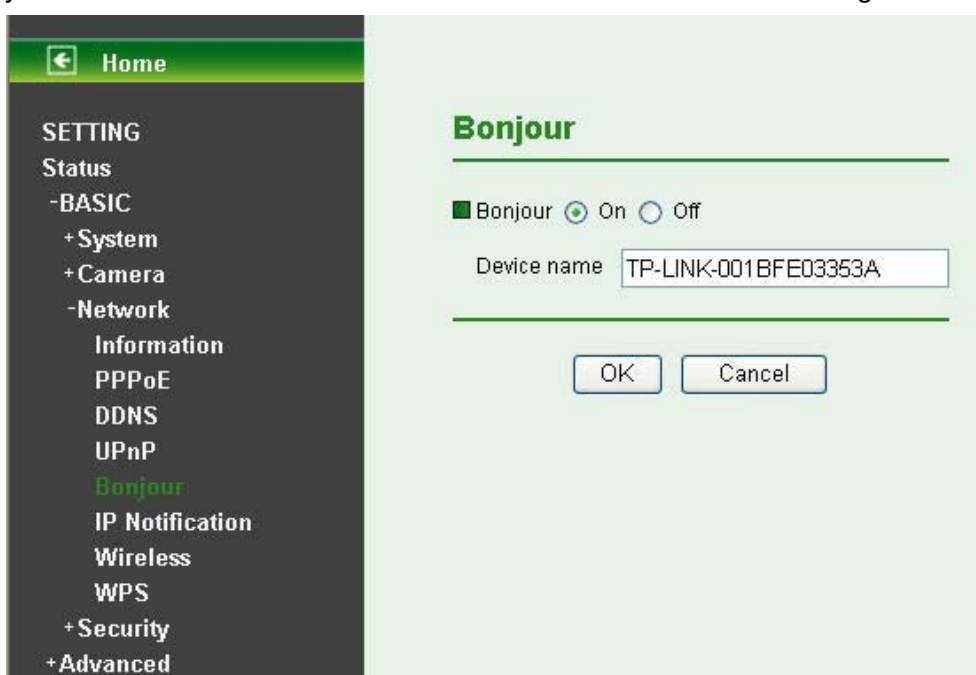 Home
SETTING
Status
-BASIC
+System
+Camera
-Network
Information
PPPoE
DDNS
UPnP
Bonjour
IP Notification
Wireless
WPS
+Security
+Advanced
Bonjour
Bonjour On Off
Device name TP-LINK-001BFE03353A
OK Cancel